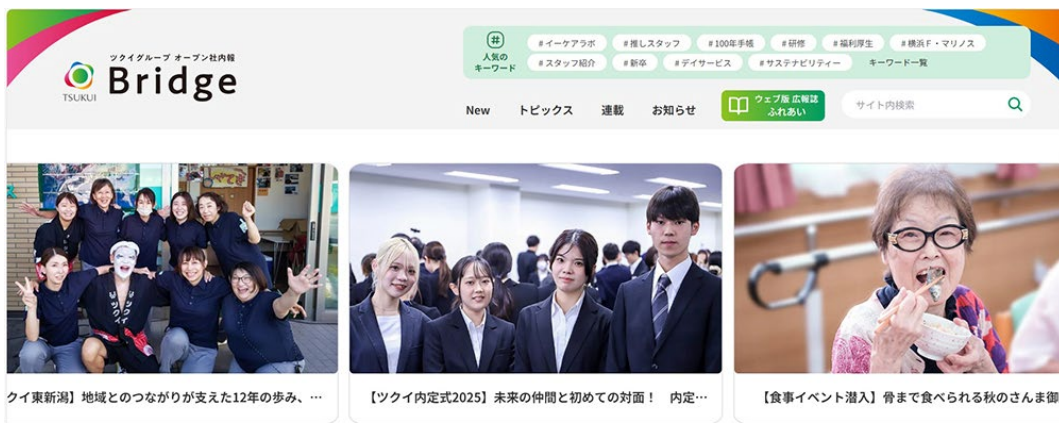 ツクイグループ オープン社内報
Bridge
TSUKUI
人気の
キーワード
#イーケアラボ
#推しスタッフ
#100年手帳
#研修
#福利厚生
#横浜F・マリノス
#スタッフ紹介
#新卒
#デイサービス
#サステナビリティー
キーワード一覧
New
トピックス
連載
お知らせ
ウェブ版 広報誌
ふれあい
サイト内検索
クイ東新潟】地域とのつながりが支えた12年の歩み、…
【ツクイ内定式2025】未来の仲間と初めての対面！　内定…
【食事イベント潜入】骨まで食べられる秋のさんま御